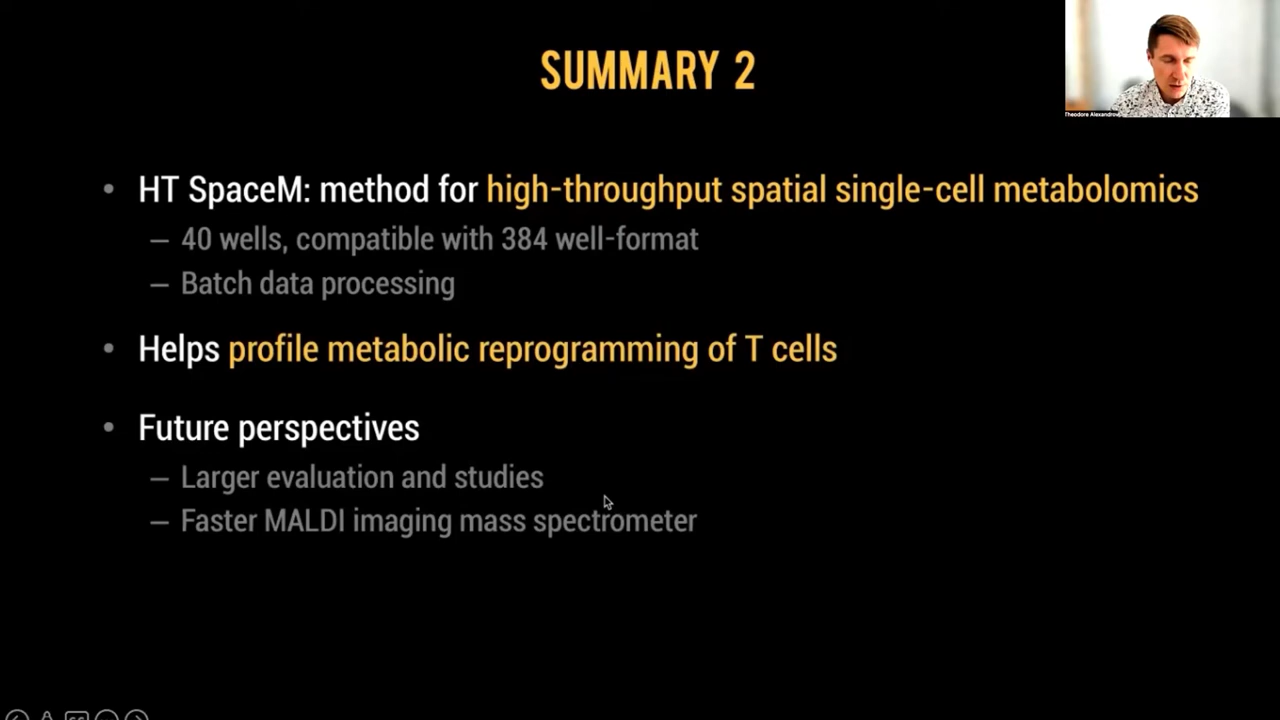 SUMMARY 2
Theodore Alexandrov
• HT SpaceM: method for high-throughput spatial single-cell metabolomics
– 40 wells, compatible with 384 well-format
– Batch data processing
• Helps profile metabolic reprogramming of T cells
• Future perspectives
– Larger evaluation and studies
– Faster MALDI imaging mass spectrometer